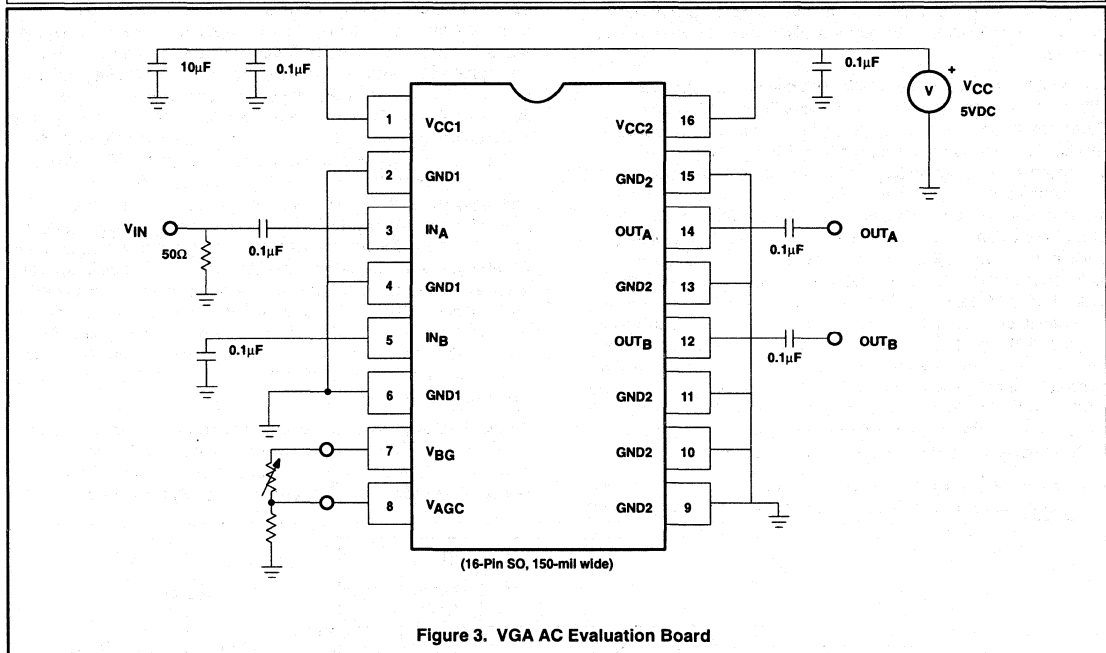 10µF
0.1µF
0.1µF
+
V
VCC
5VDC
1
VCC1
VCC2
16
2
GND1
GND2
15
VIN
50Ω
0.1µF
3
INA
OUTA
14
0.1µF
OUTA
4
GND1
GND2
13
0.1µF
5
INB
OUTB
12
0.1µF
OUTB
6
GND1
GND2
11
7
VBG
GND2
10
8
VAGC
GND2
9
(16-Pin SO, 150-mil wide)
Figure 3. VGA AC Evaluation Board